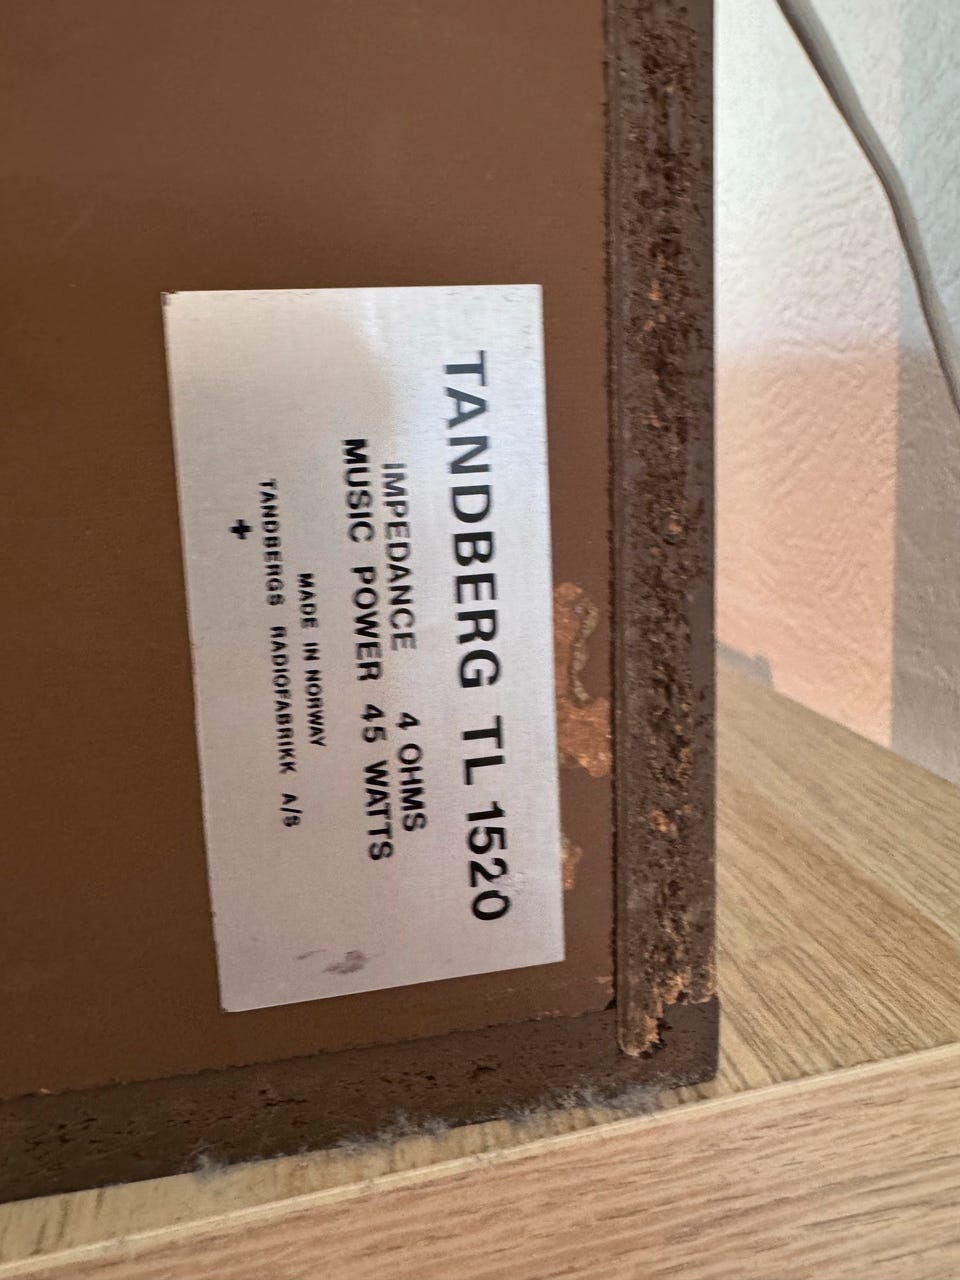 TANDBERG TL 1520
IMPEDANCE 4 OHMS
MUSIC POWER 45 WATTS
MADE IN NORWAY
TANDBERGS RADIOFABRIKK A/S
+